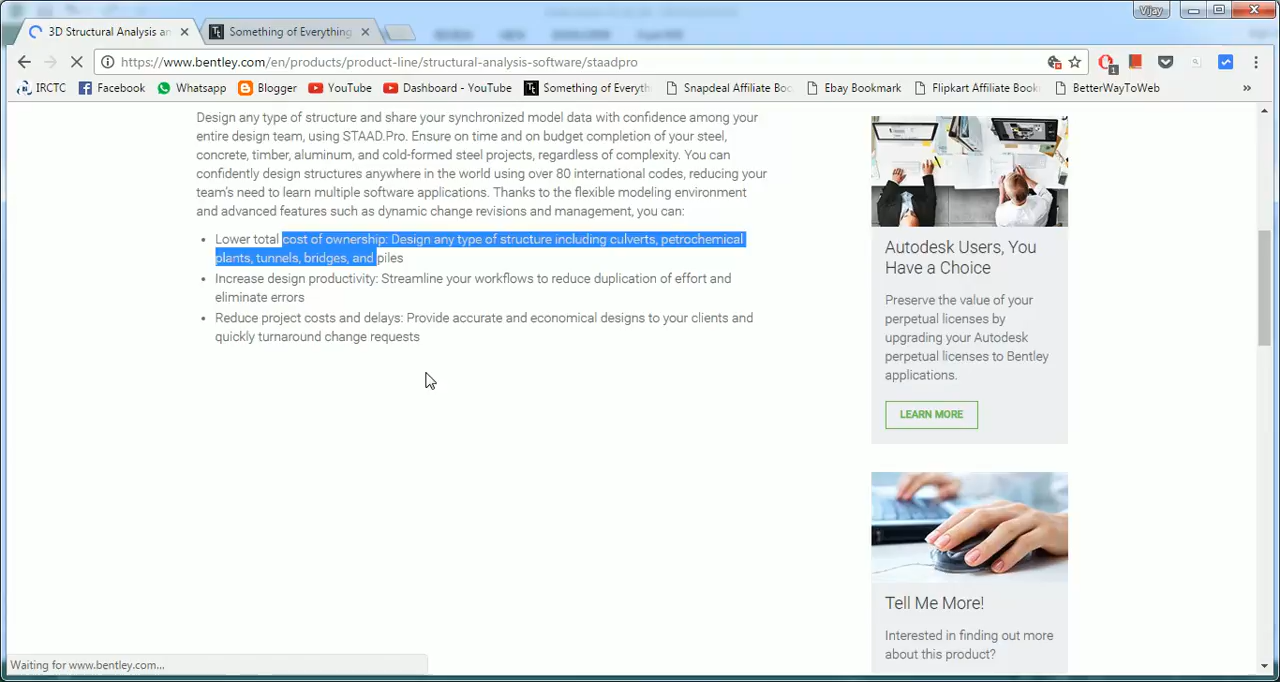 Vijay
3D Structural Analysis an
Something of Everything
https://www.bentley.com/en/products/product-line/structural-analysis-software/staadpro
1
IRCTC
Facebook
Whatsapp
Blogger
YouTube
Dashboard - YouTube
Something of Everyth
Snapdeal Affiliate Boo
Ebay Bookmark
Flipkart Affiliate Book
BetterWayToWeb
»
Design any type of structure and share your synchronized model data with confidence among your
entire design team, using STAAD.Pro. Ensure on time and on budget completion of your steel,
concrete, timber, aluminum, and cold-formed steel projects, regardless of complexity. You can
confidently design structures anywhere in the world using over 80 international codes, reducing your
team's need to learn multiple software applications. Thanks to the flexible modeling environment
and advanced features such as dynamic change revisions and management, you can:
• Lower total cost of ownership: Design any type of structure including culverts, petrochemical
plants, tunnels, bridges, and piles
• Increase design productivity: Streamline your workflows to reduce duplication of effort and
eliminate errors
• Reduce project costs and delays: Provide accurate and economical designs to your clients and
quickly turnaround change requests
Autodesk Users, You
Have a Choice
Preserve the value of your
perpetual licenses by
upgrading your Autodesk
perpetual licenses to Bentley
applications.
LEARN MORE
Tell Me More!
Interested in finding out more
about this product?
Waiting for www.bentley.com...